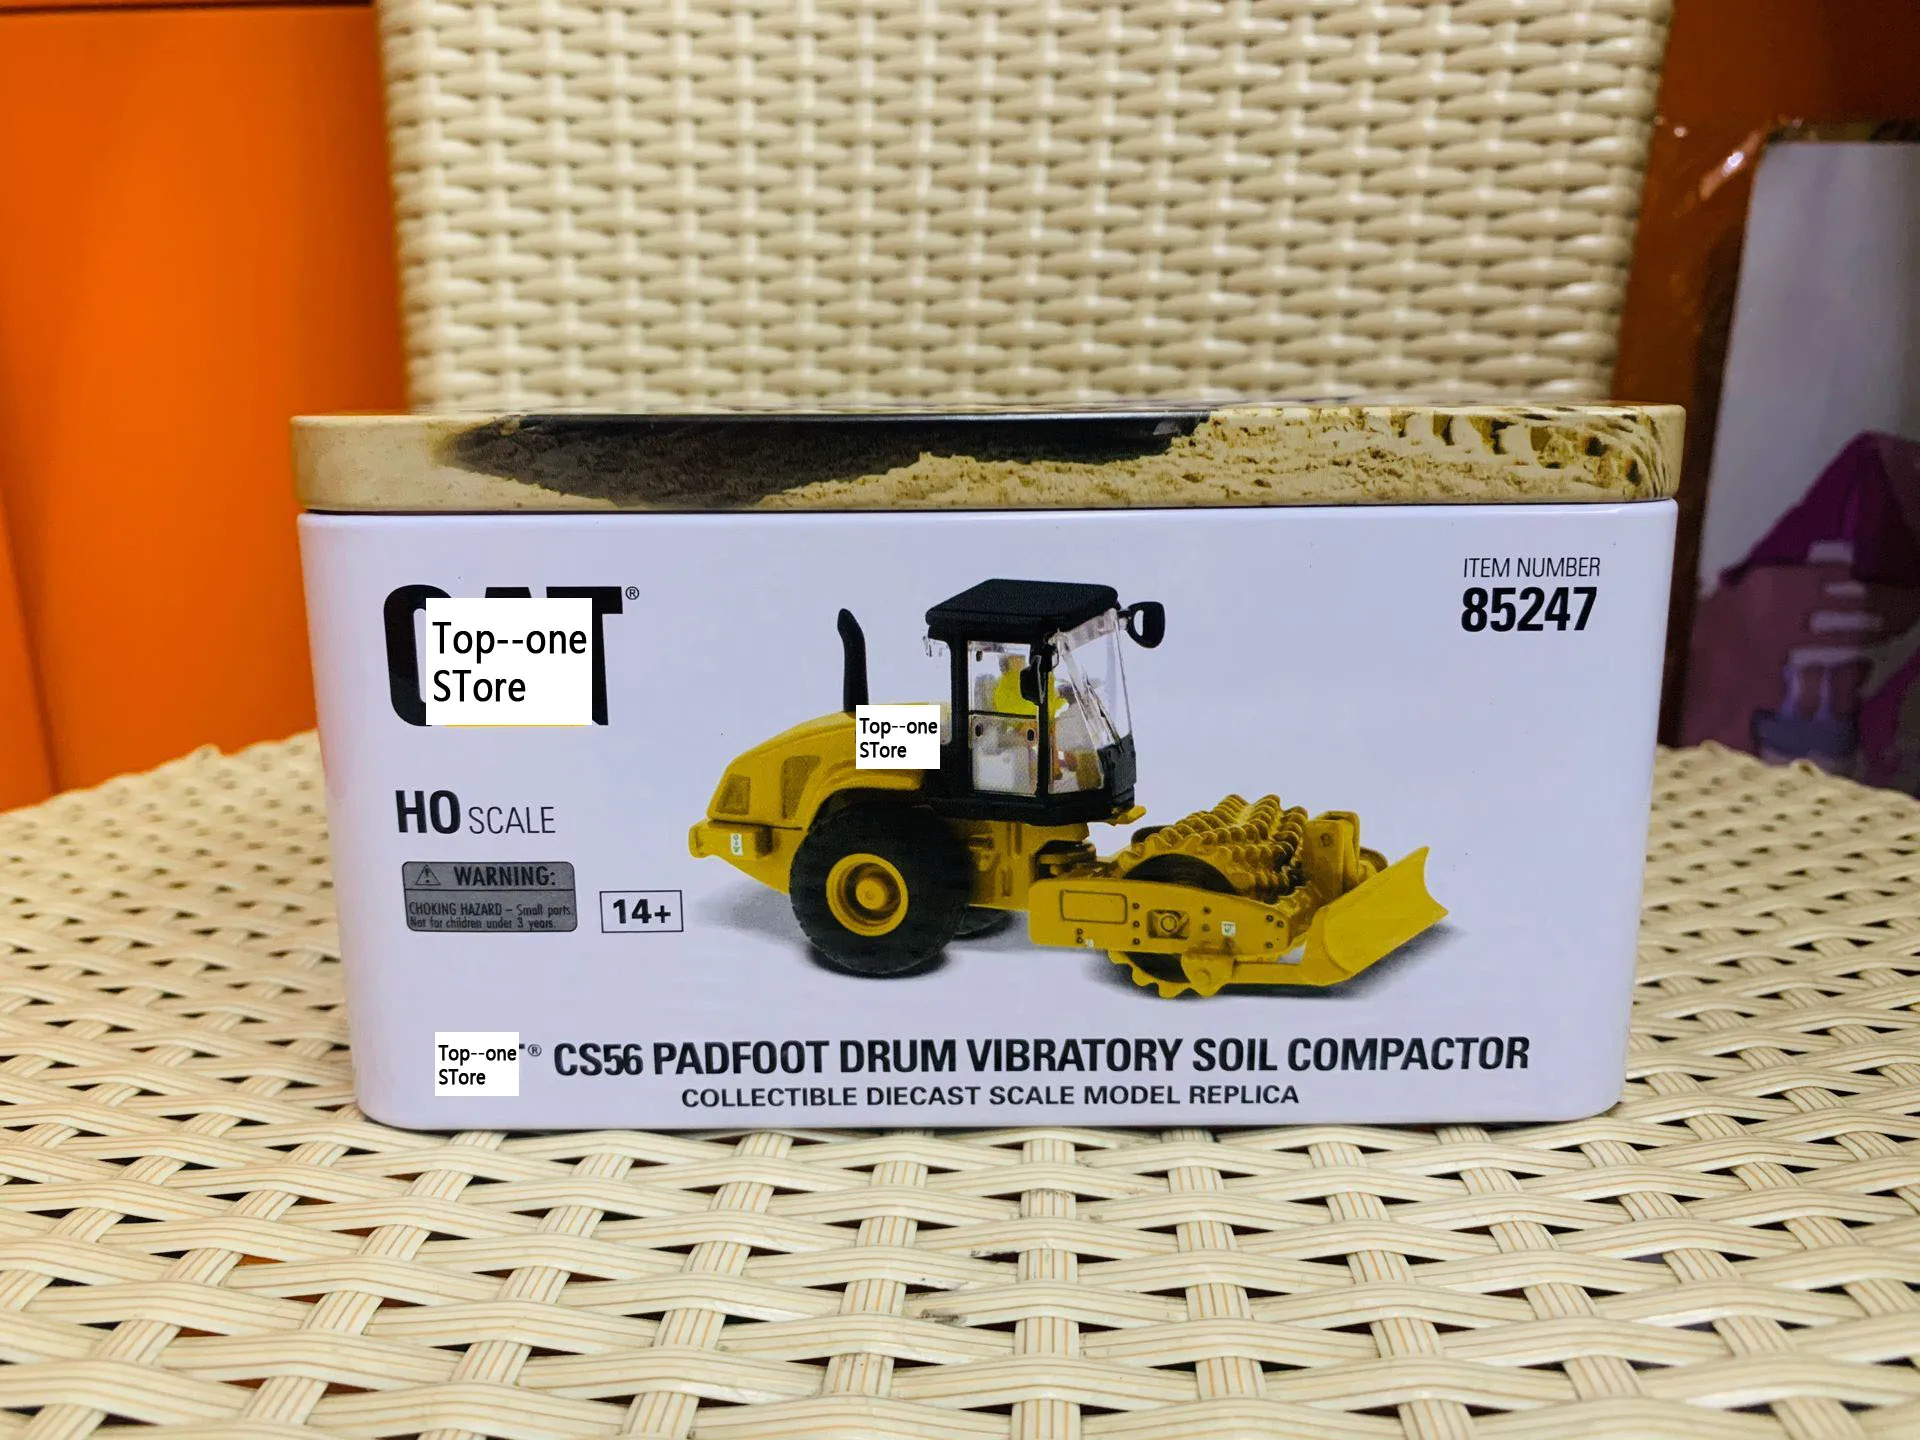 Top--one
STore
®
ITEM NUMBER
85247
Top--one
STore
HO SCALE
WARNING:
CHOKING HAZARD – Small parts.
Not for children under 3 years.
14+
Top--one
STore
® CS56 PADFOOT DRUM VIBRATORY SOIL COMPACTOR
COLLECTIBLE DIECAST SCALE MODEL REPLICA